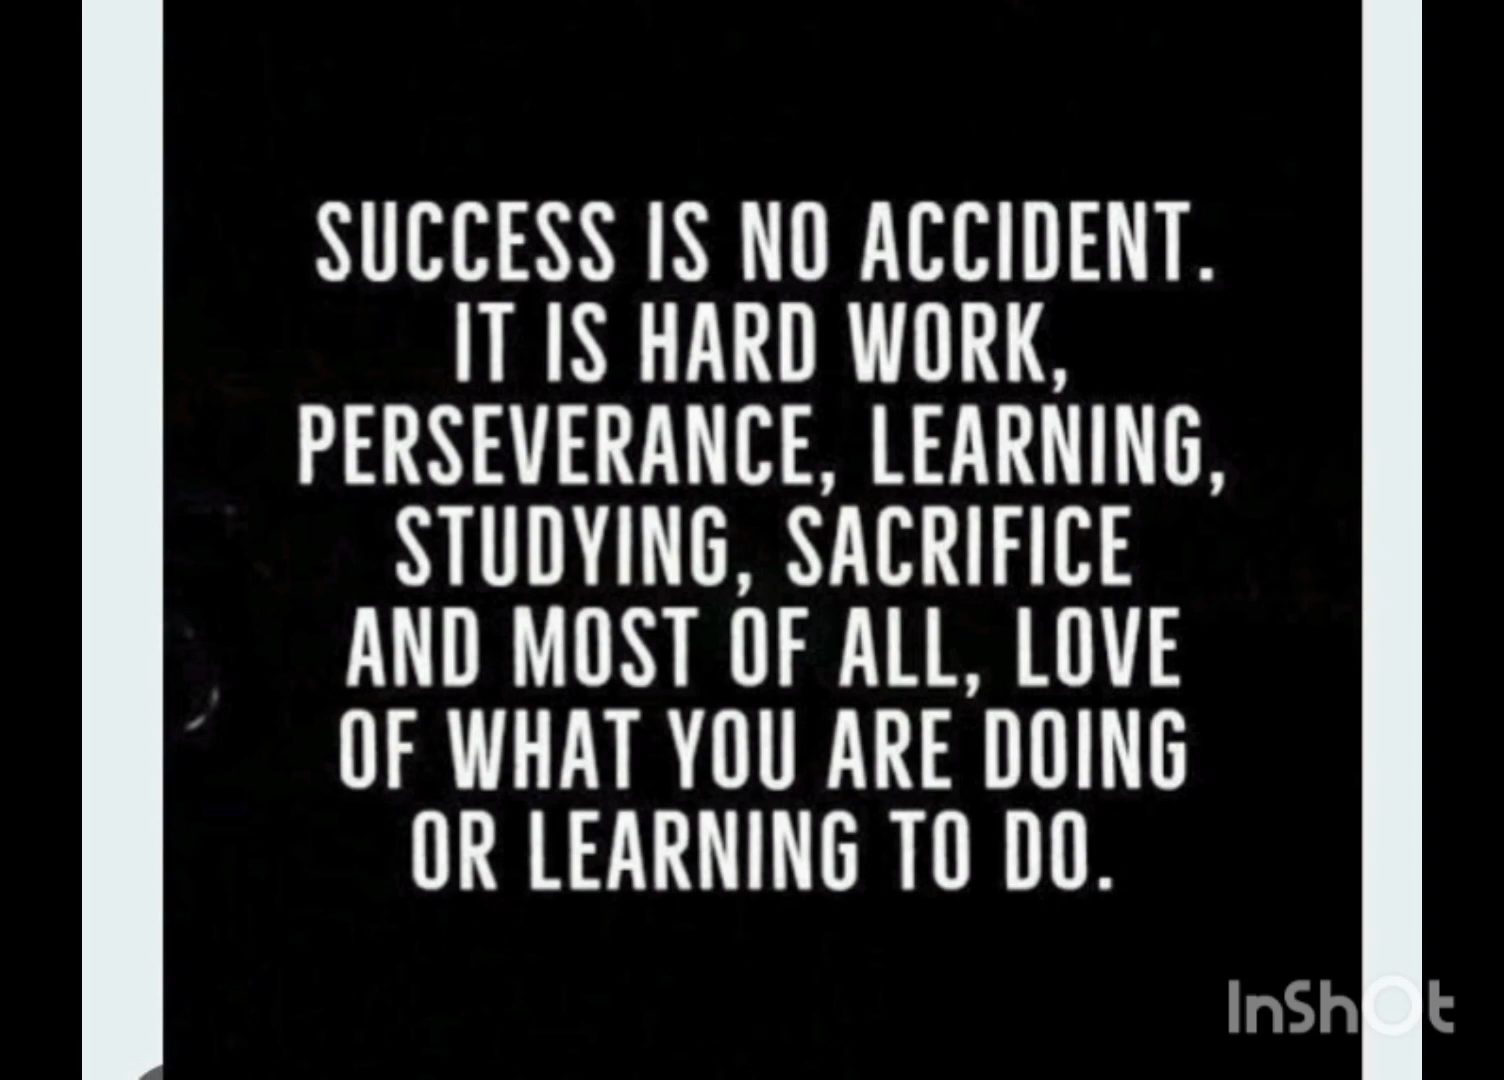 SUCCESS IS NO ACCIDENT.
IT IS HARD WORK,
PERSEVERANCE, LEARNING,
STUDYING, SACRIFICE
AND MOST OF ALL, LOVE
OF WHAT YOU ARE DOING
OR LEARNING TO DO.
InShOt